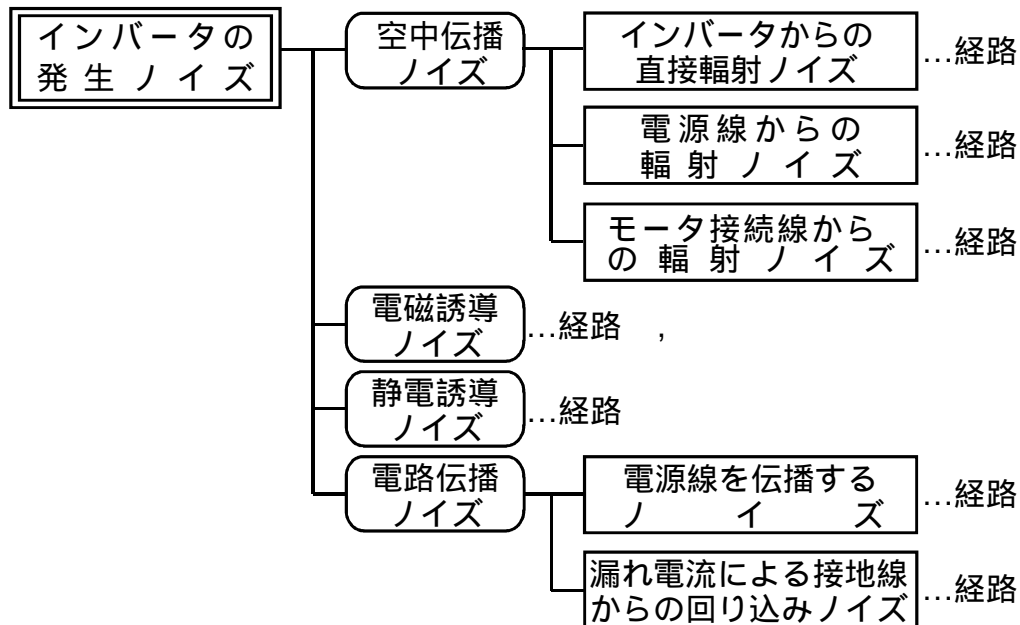 インバータの
発生ノイズ
空中伝播
ノイズ
インバータからの
直接輻射ノイズ
…経路
電源線からの
輻射ノイズ
…経路
モータ接続線から
の輻射ノイズ
…経路
電磁誘導
ノイズ
…経路 ,
静電誘導
ノイズ
…経路
電路伝播
ノイズ
電源線を伝播する
ノイズ
…経路
漏れ電流による接地線
からの回り込みノイズ
…経路